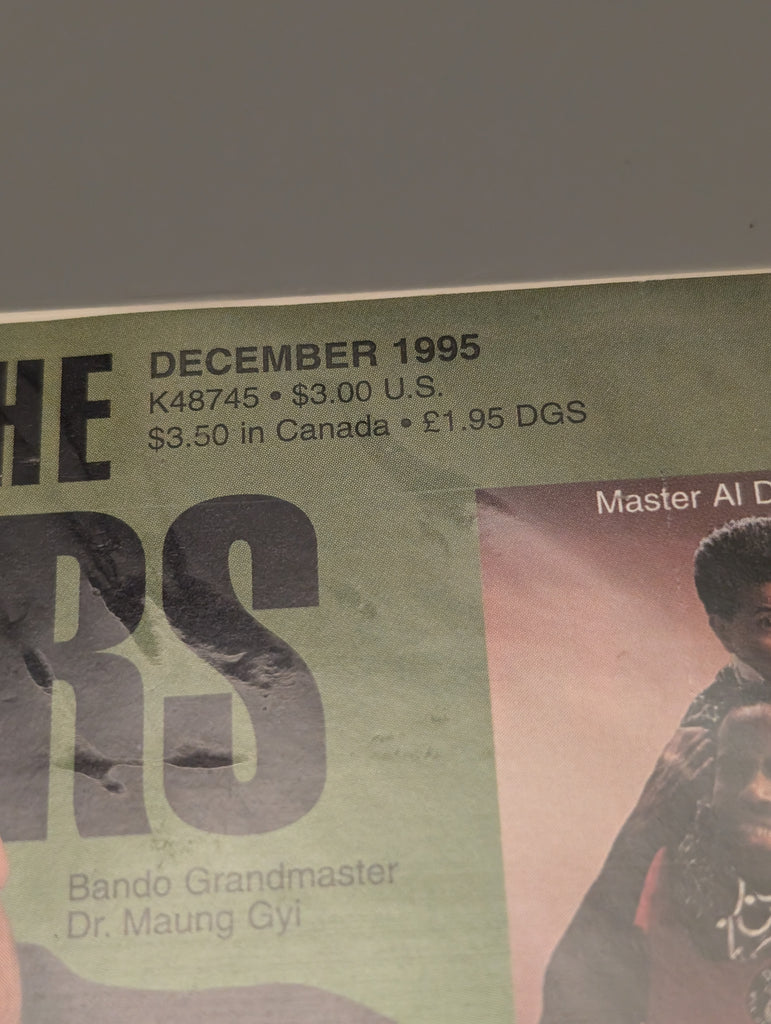 HE
DECEMBER 1995
K48745 • $3.00 U.S.
$3.50 in Canada • £1.95 DGS
RS
Master Al D
Bando Grandmaster
Dr. Maung Gyi